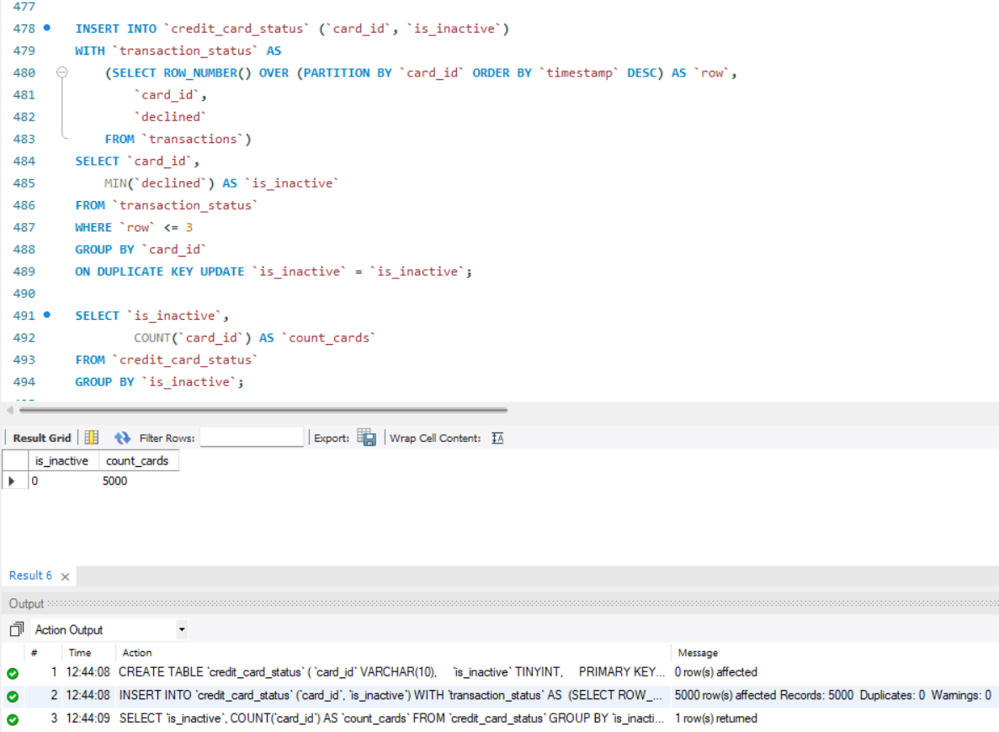 477
478 INSERT INTO `credit_card_status` (`card_id`, `is_inactive`)
479 WITH `transaction_status` AS
480 (SELECT ROW_NUMBER() OVER (PARTITION BY `card_id` ORDER BY `timestamp` DESC) AS `row`,
481 `card_id`,
482 `declined`
483 FROM `transactions`)
484 SELECT `card_id`,
485 MIN(`declined`) AS `is_inactive`
486 FROM `transaction_status`
487 WHERE `row` <= 3
488 GROUP BY `card_id`
489 ON DUPLICATE KEY UPDATE `is_inactive` = `is_inactive`;
490
491 SELECT `is_inactive`,
492 COUNT(`card_id`) AS `count_cards`
493 FROM `credit_card_status`
494 GROUP BY `is_inactive`;
Result Grid Filter Rows: Export: Wrap Cell Content:
is_inactive count_cards
0 5000
Result 6
Output
Action Output
# Time Action Message
1 12:44:08 CREATE TABLE `credit_card_status` ( `card_id` VARCHAR(10), `is_inactive` TINYINT, PRIMARY KEY... 0 row(s) affected
2 12:44:08 INSERT INTO `credit_card_status` (`card_id`, `is_inactive`) WITH `transaction_status` AS (SELECT ROW_... 5000 row(s) affected Records: 5000 Duplicates: 0 Warnings: 0
3 12:44:09 SELECT `is_inactive`, COUNT(`card_id`) AS `count_cards` FROM `credit_card_status` GROUP BY `is_inacti... 1 row(s) returned